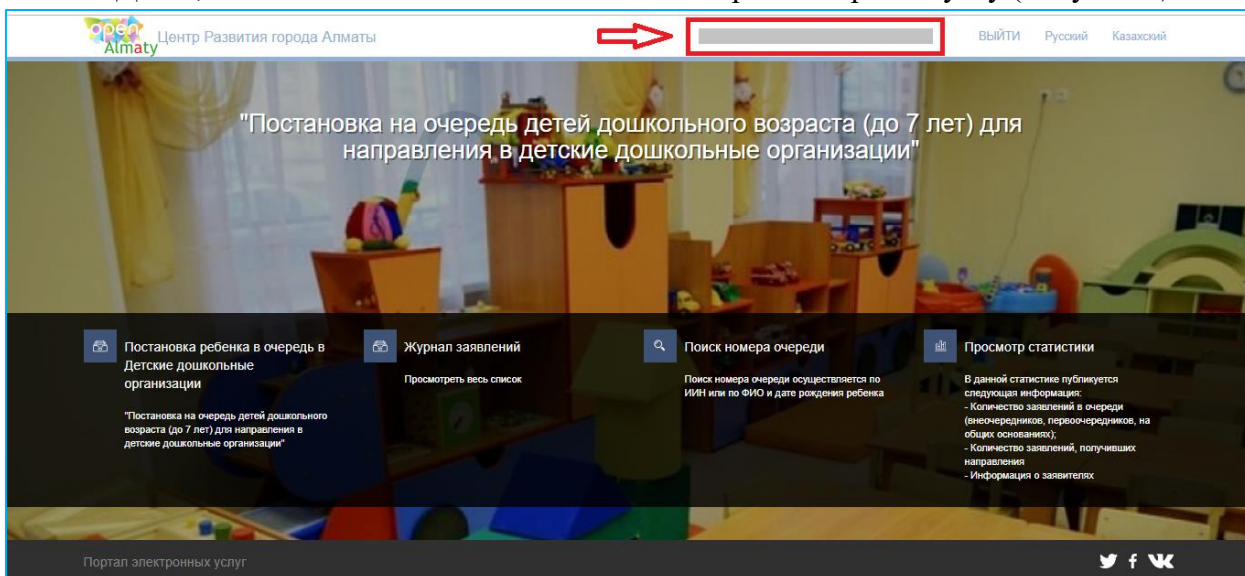 open
Almaty
Центр Развития города Алматы
ВЫЙТИ Русский Казахский
"Постановка на очередь детей дошкольного возраста (до 7 лет) для
направления в детские дошкольные организации"
Постановка ребенка в очередь в
Детские дошкольные
организации
"Постановка на очередь детей дошкольного
возраста (до 7 лет) для направления в
детские дошкольные организации"
Журнал заявлений
Просмотреть весь список
Поиск номера очереди
Поиск номера очереди осуществляется по
ИИН или по ФИО и дате рождения ребенка
Просмотр статистики
В данной статистике публикуется
следующая информация:
- Количество заявлений в очереди
(внеочередников, первоочередников, на
общих основаниях);
- Количество заявлений, получивших
направления
- Информация о заявителях
Портал электронных услуг